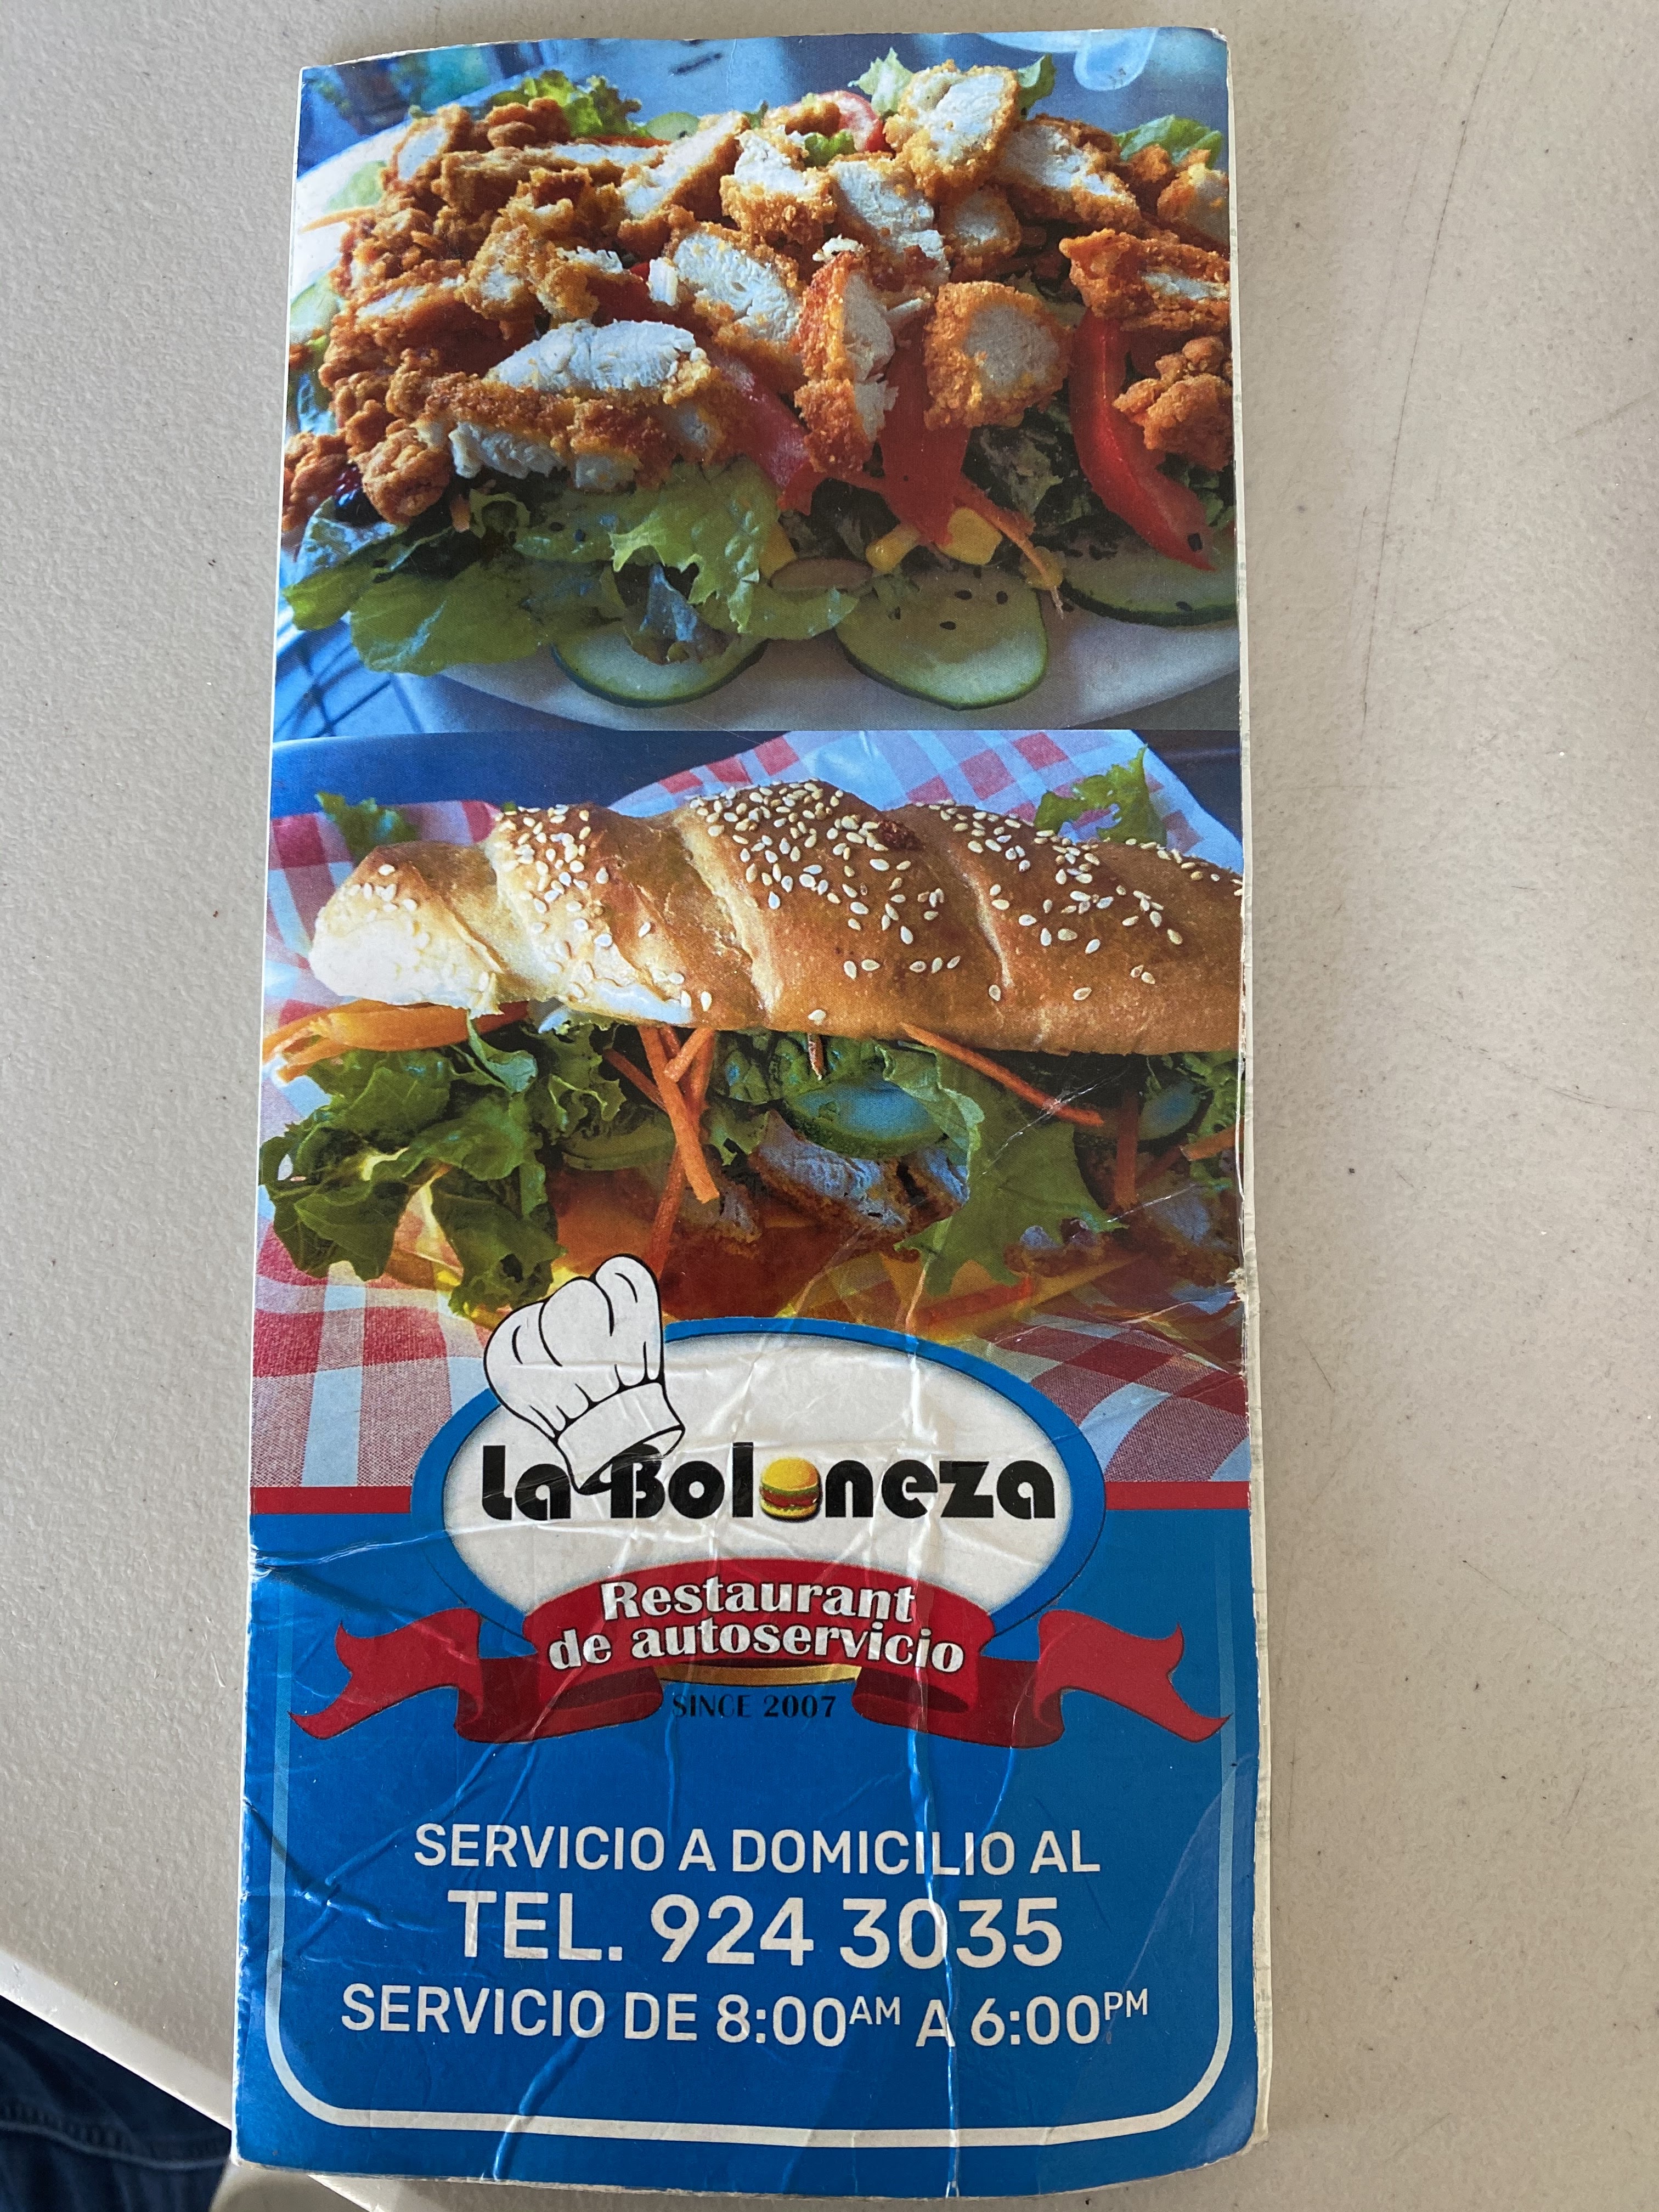 La Boloneza
Restaurant
de autoservicio
SINCE 2007
SERVICIO A DOMICILIO AL
TEL. 924 3035
SERVICIO DE 8:00AM A 6:00PM